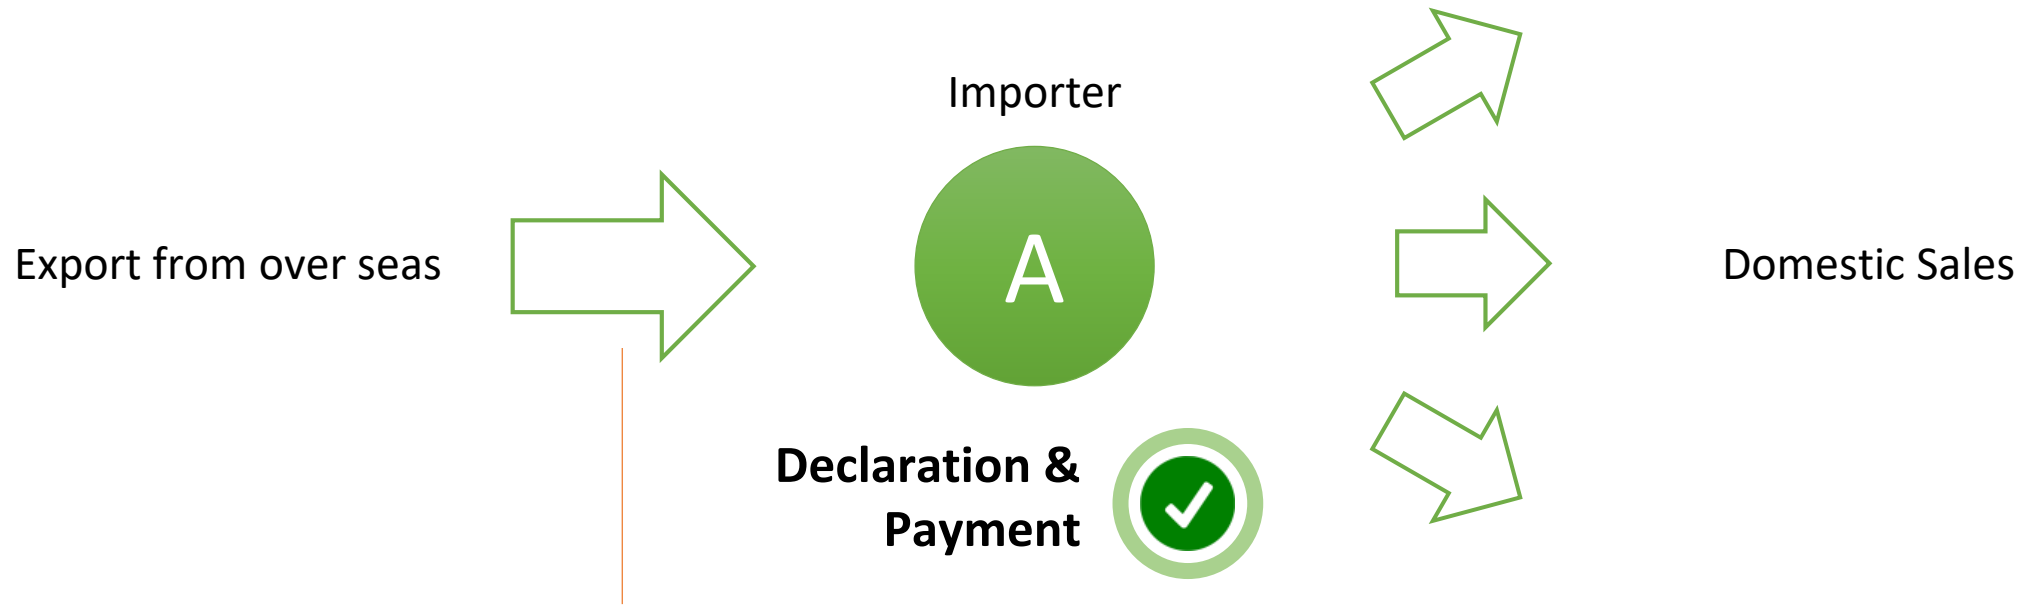 Importer
Export from over seas
A
Domestic Sales
Declaration &
Payment